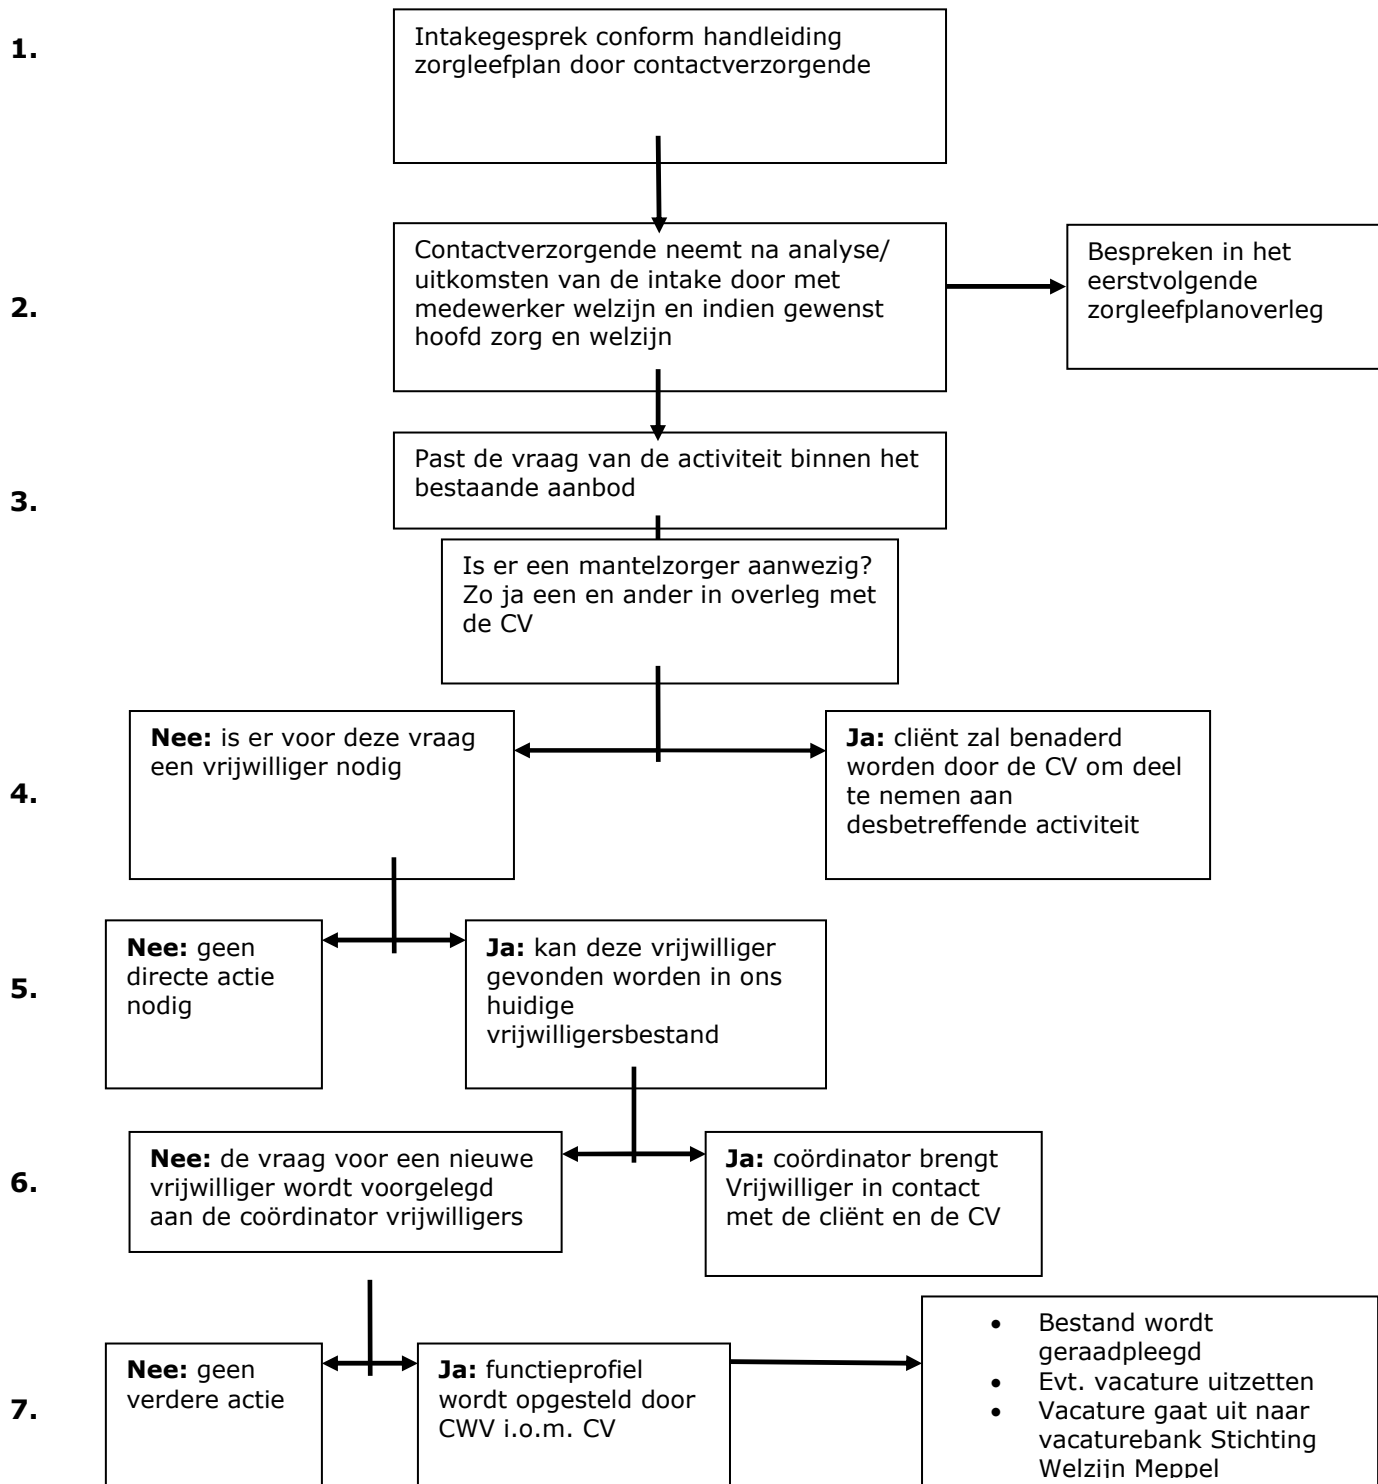 1.
Intakegesprek conform handleiding
zorgleefplan door contactverzorgende
2.
Contactverzorgende neemt na analyse/
uitkomsten van de intake door met
medewerker welzijn en indien gewenst
hoofd zorg en welzijn
Bespreken in het
eerstvolgende
zorgleefplanoverleg
3.
Past de vraag van de activiteit binnen het
bestaande aanbod
Is er een mantelzorger aanwezig?
Zo ja een en ander in overleg met
de CV
4.
Nee: is er voor deze vraag
een vrijwilliger nodig
Ja: cliënt zal benaderd
worden door de CV om deel
te nemen aan
desbetreffende activiteit
5.
Nee: geen
directe actie
nodig
Ja: kan deze vrijwilliger
gevonden worden in ons
huidige
vrijwilligersbestand
6.
Nee: de vraag voor een nieuwe
vrijwilliger wordt voorgelegd
aan de coördinator vrijwilligers
Ja: coördinator brengt
Vrijwilliger in contact
met de cliënt en de CV
7.
Nee: geen
verdere actie
Ja: functieprofiel
wordt opgesteld door
CWV i.o.m. CV
• Bestand wordt
geraadpleegd
• Evt. vacature uitzetten
• Vacature gaat uit naar
vacaturebank Stichting
Welzijn Meppel